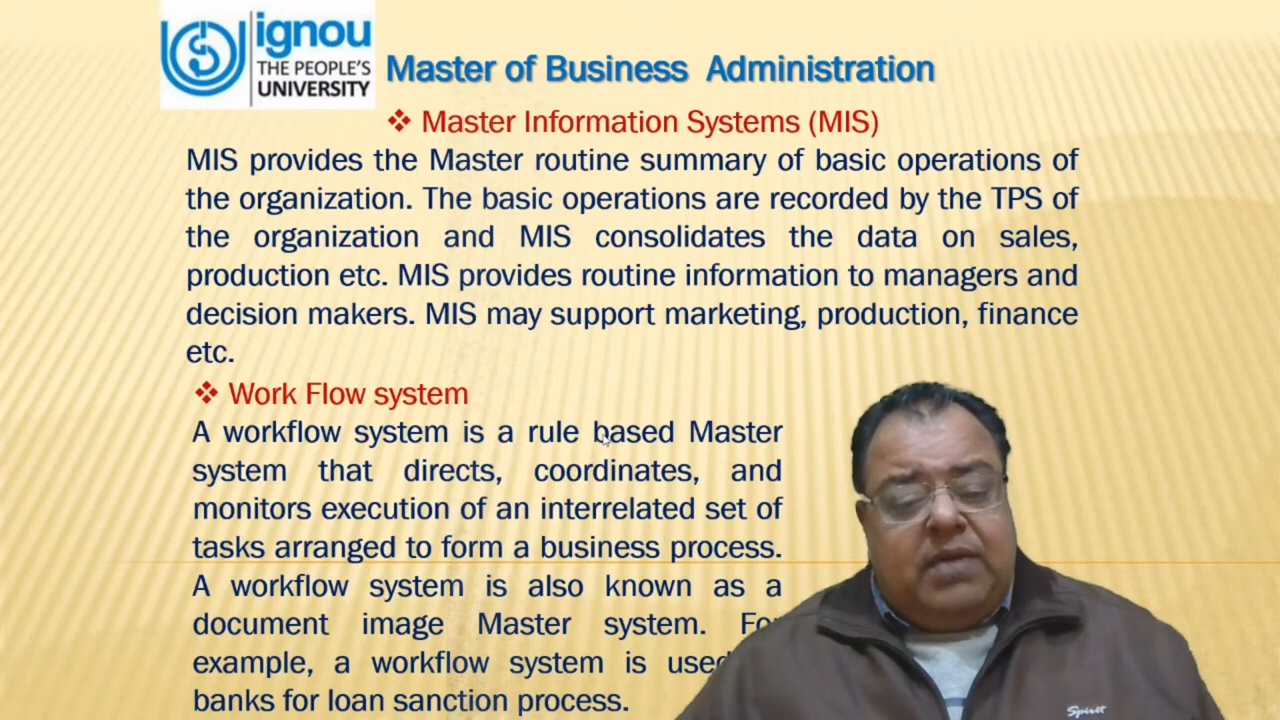 ignou
THE PEOPLE'S
UNIVERSITY
Master of Business Administration
❖ Master Information Systems (MIS)
MIS provides the Master routine summary of basic operations of
the organization. The basic operations are recorded by the TPS of
the organization and MIS consolidates the data on sales,
production etc. MIS provides routine information to managers and
decision makers. MIS may support marketing, production, finance
etc.
❖ Work Flow system
A workflow system is a rule based Master
system that directs, coordinates, and
monitors execution of an interrelated set of
tasks arranged to form a business process.
A workflow system is also known as a
document image Master system. For
example, a workflow system is used
banks for loan sanction process.
Spirit